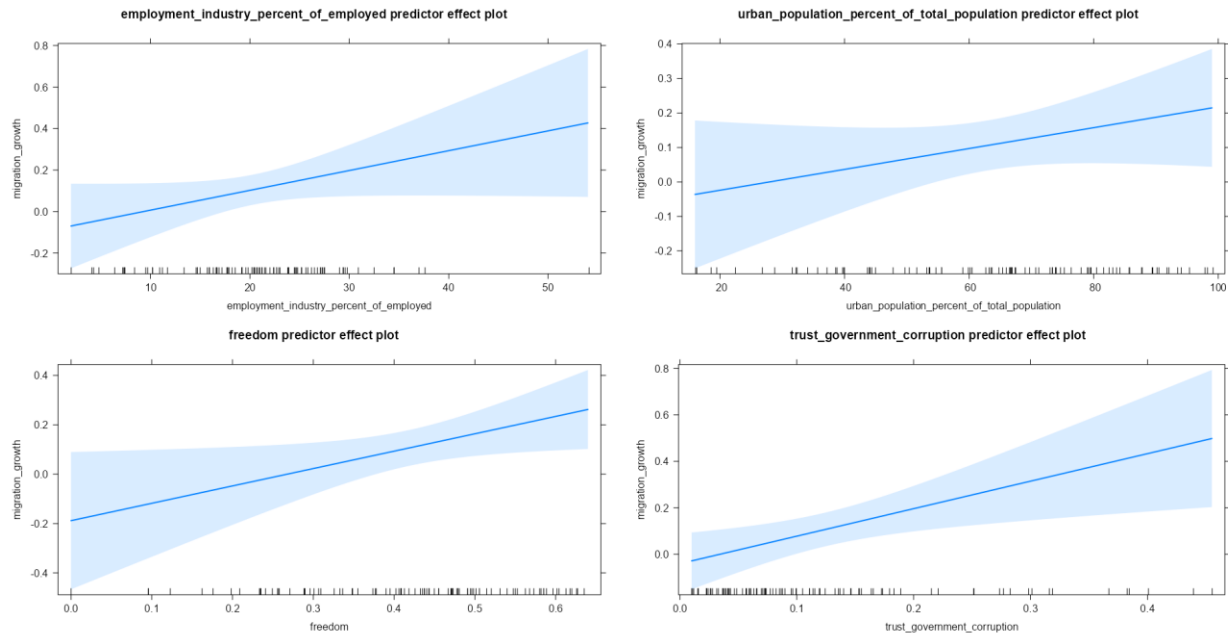 employment_industry_percent_of_employed predictor effect plot
0.8
0.6
0.4
0.2
0.0
-0.2
migration_growth
10 20 30 40 50
employment_industry_percent_of_employed
urban_population_percent_of_total_population predictor effect plot
0.4
0.3
0.2
0.1
0.0
-0.1
-0.2
migration_growth
20 40 60 80 100
urban_population_percent_of_total_population
freedom predictor effect plot
0.4
0.2
0.0
-0.2
-0.4
migration_growth
0.0 0.1 0.2 0.3 0.4 0.5 0.6
freedom
trust_government_corruption predictor effect plot
0.8
0.6
0.4
0.2
0.0
migration_growth
0.0 0.1 0.2 0.3 0.4
trust_government_corruption